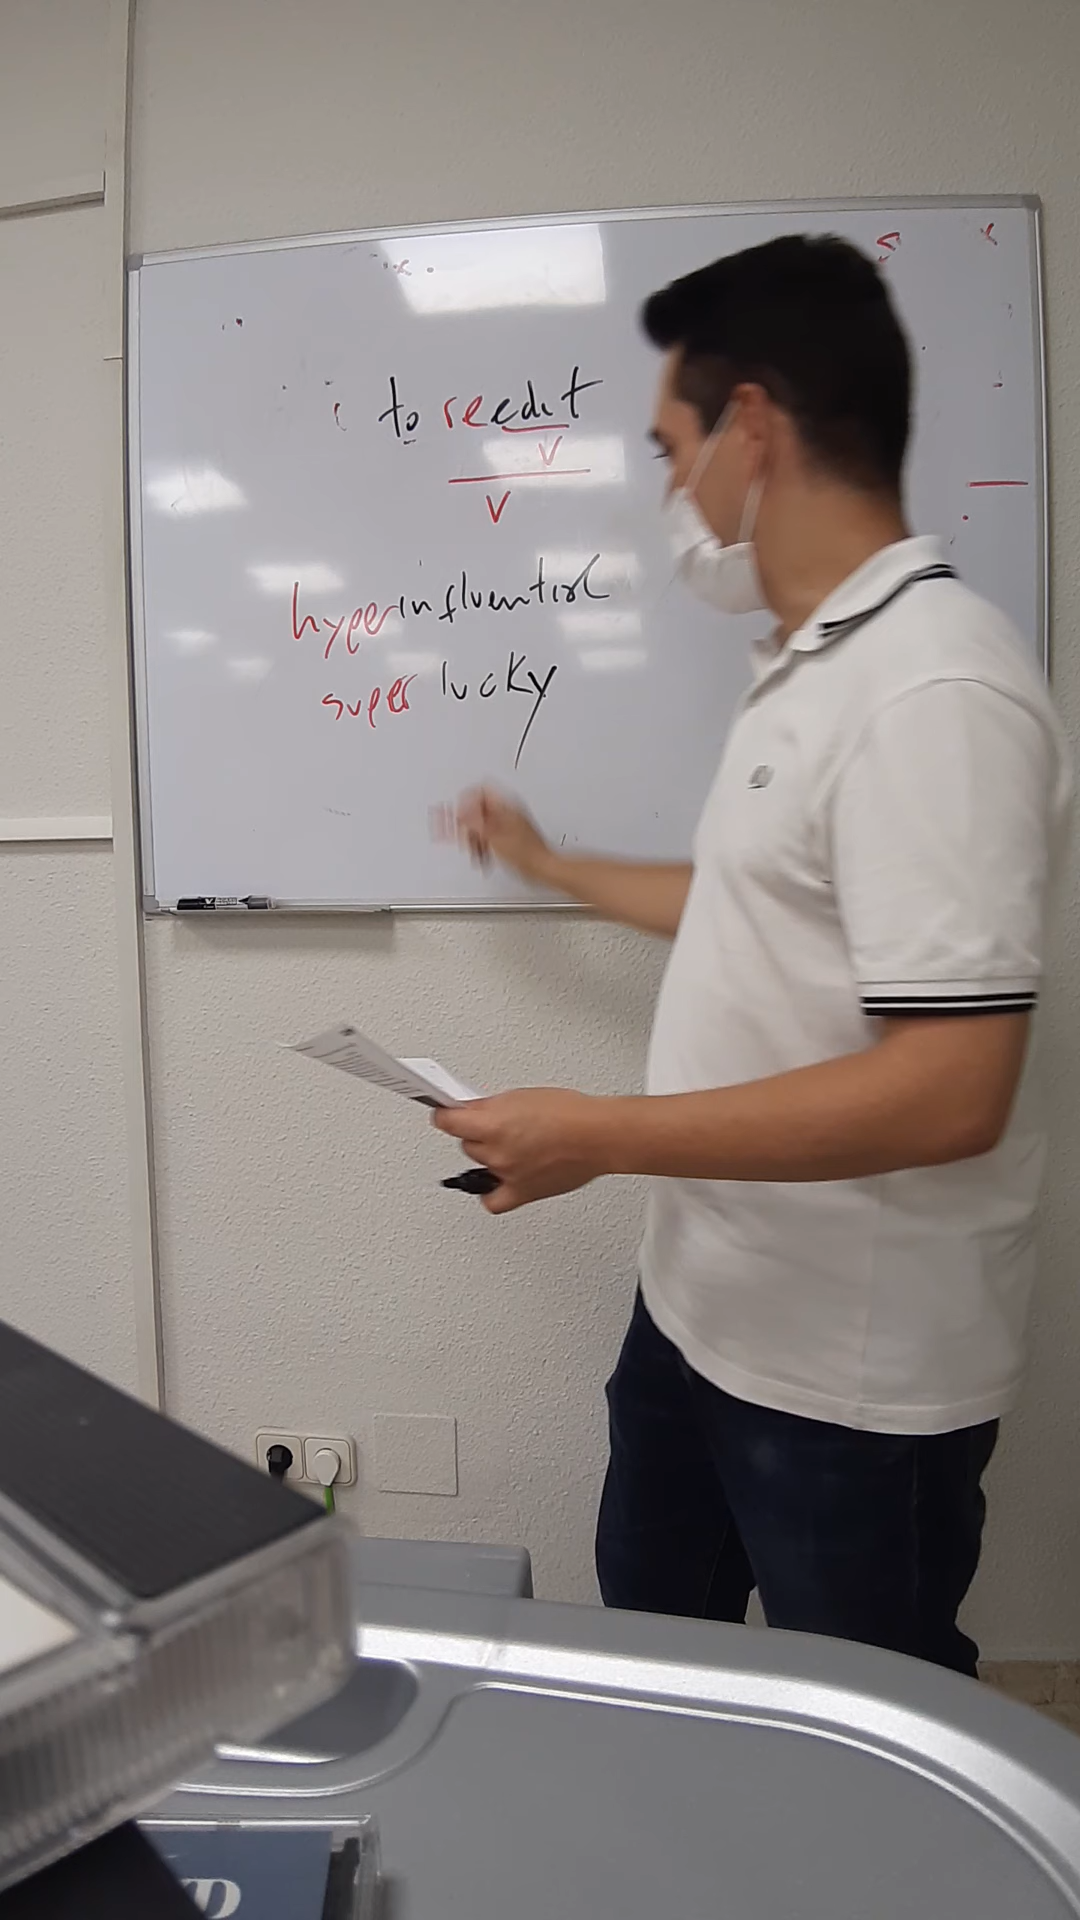 to reedit
V
V
hyperinfluential
super lucky